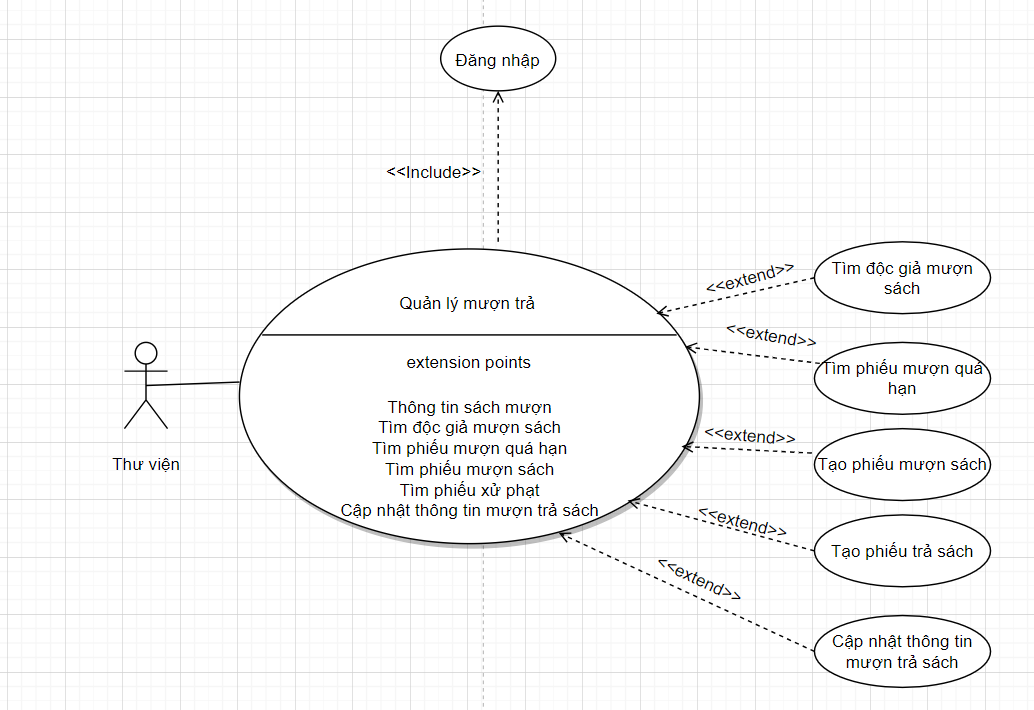 Đăng nhập
<<Include>>
Quản lý mượn trả
extension points
Thông tin sách mượn
Tìm độc giả mượn sách
Tìm phiếu mượn quá hạn
Tìm phiếu mượn sách
Tìm phiếu xử phạt
Cập nhật thông tin mượn trả sách
Thư viện
<<extend>>
Tìm độc giả mượn
sách
<<extend>>
Tìm phiếu mượn quá
hạn
<<extend>>
Tạo phiếu mượn sách
<<extend>>
Tạo phiếu trả sách
<<extend>>
Cập nhật thông tin
mượn trả sách